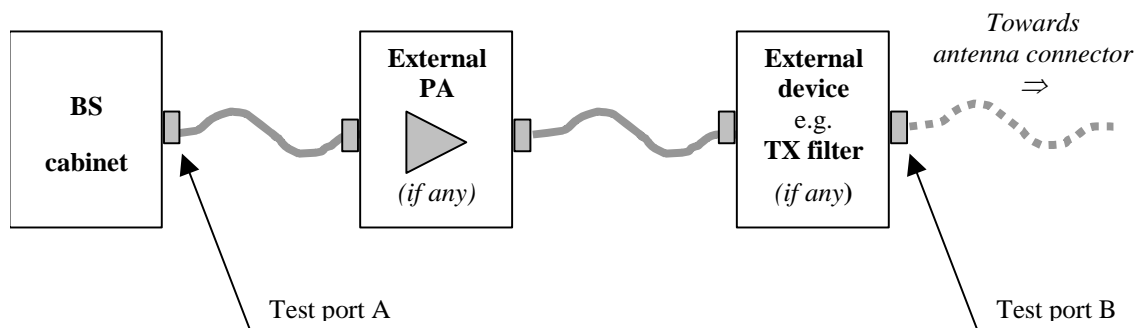 BS
cabinet
External
PA
(if any)
External
device
e.g.
TX filter
(if any)
Towards
antenna connector
⇒
Test port A
Test port B